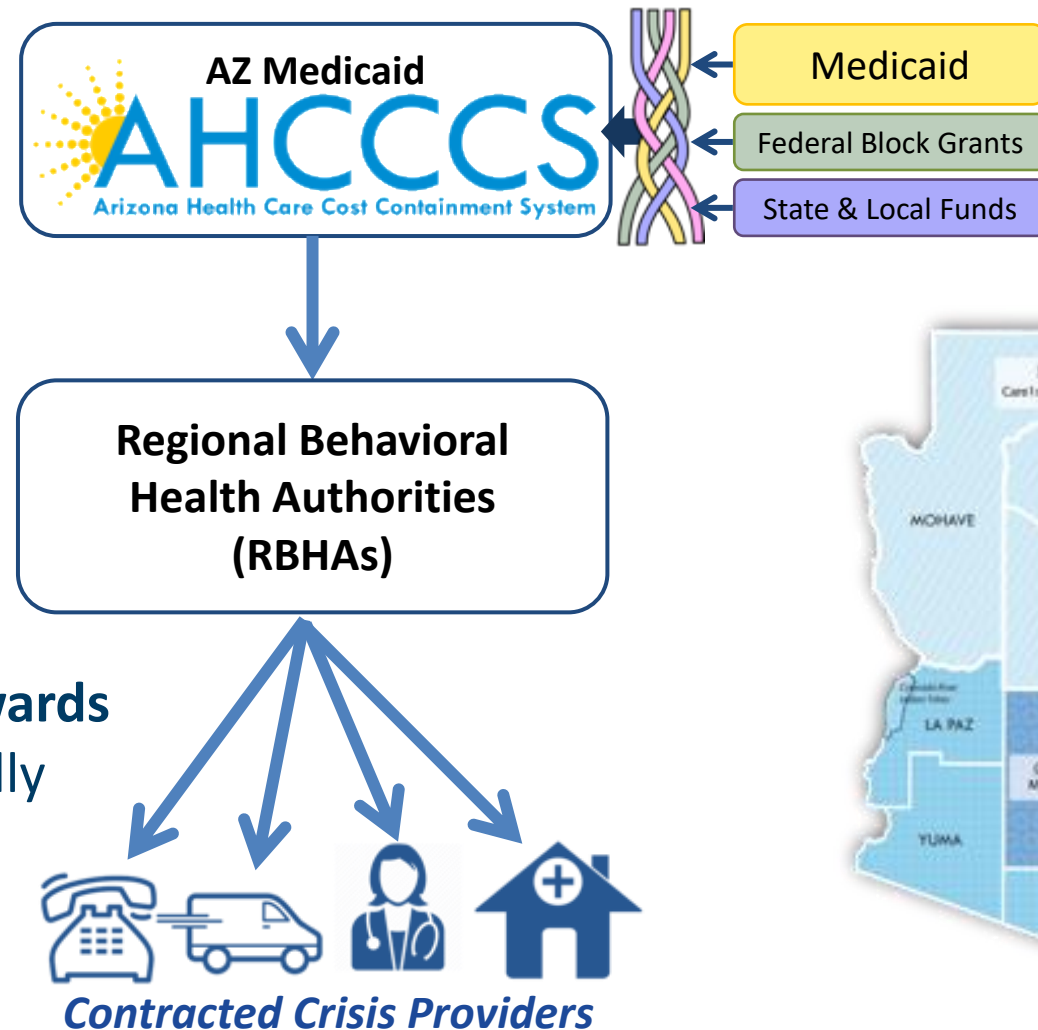 AZ Medicaid
AHCCCS
Arizona Health Care Cost Containment System
Medicaid
Federal Block Grants
State & Local Funds
Regional Behavioral
Health Authorities
(RBHAs)
MOHAVE
LA PAZ
YUMA
wards
lly
Contracted Crisis Providers